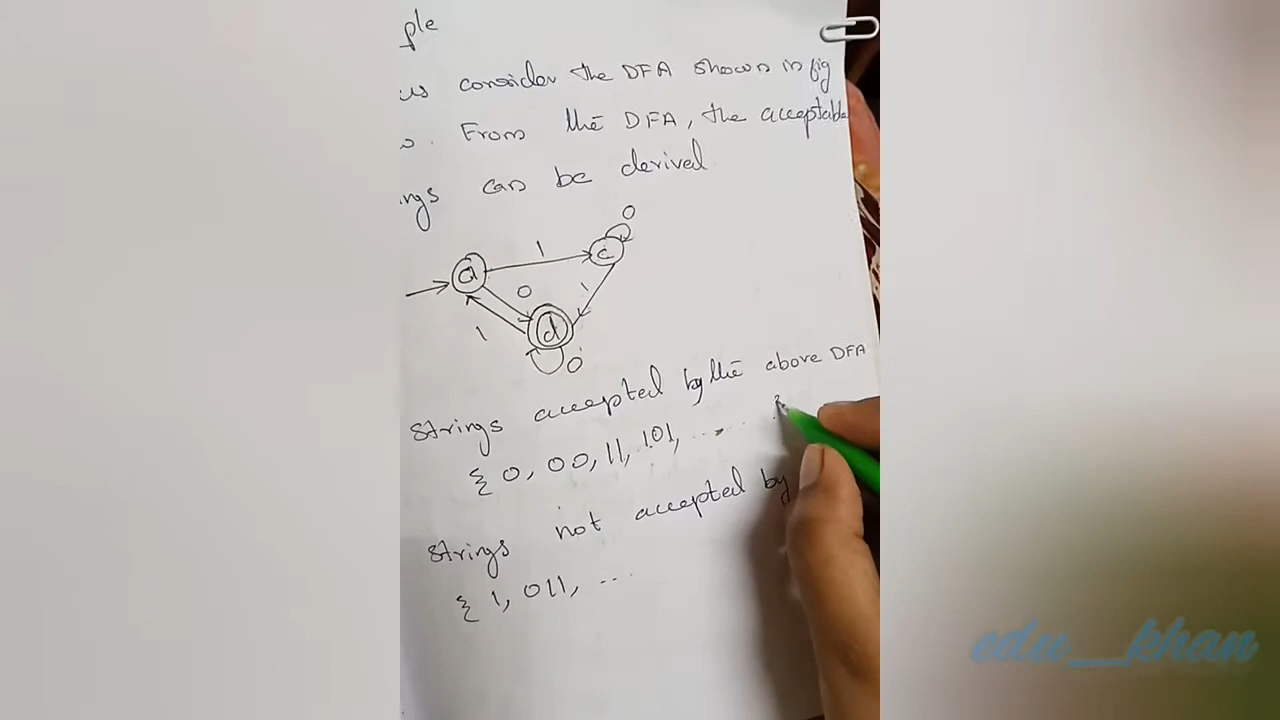 ple
us consider the DFA shown in fig
w. From the DFA, the acceptable
ings can be derived
0
1
a
c
0
1
d
1
0
Strings accepted by the above DFA
{ 0, 00, 11, 101, ........ }
Strings not accepted by
{ 1, 011, ...
edu__khan